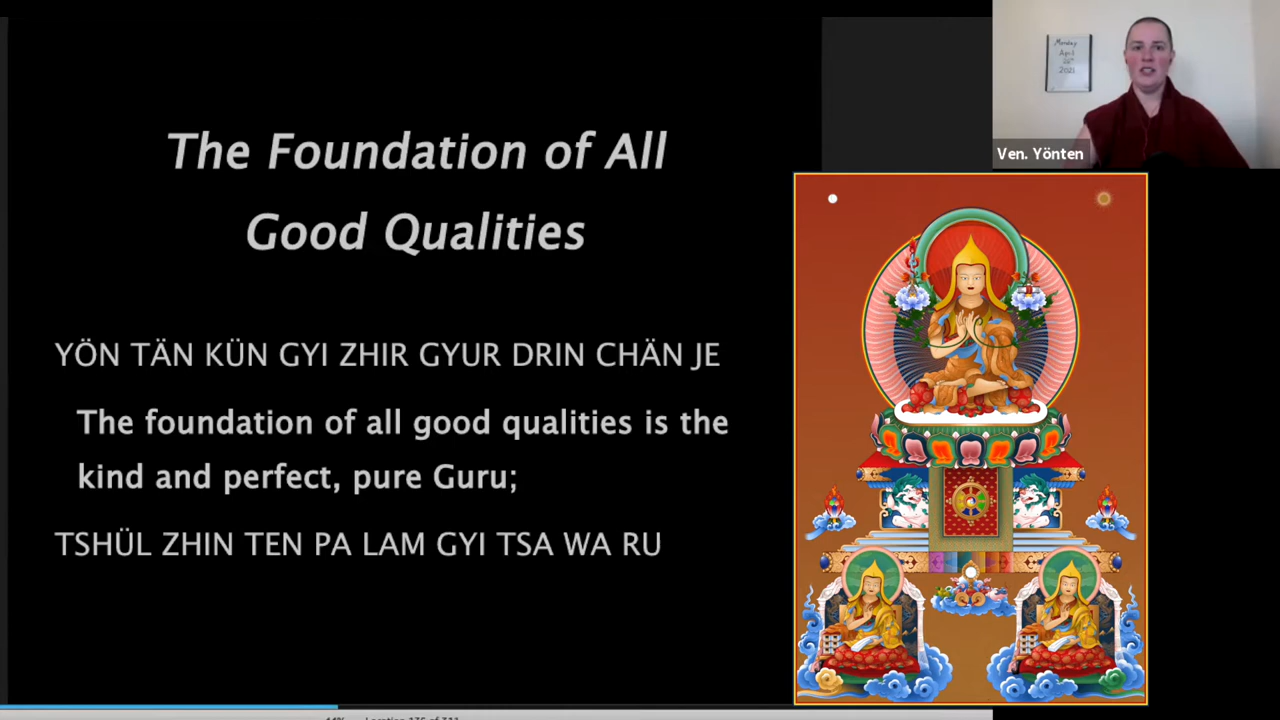 The Foundation of All
Good Qualities
YÖN TÄN KÜN GYI ZHIR GYUR DRIN CHÄN JE
The foundation of all good qualities is the
kind and perfect, pure Guru;
TSHÜL ZHIN TEN PA LAM GYI TSA WA RU
Monday
April
2021
Ven. Yönten